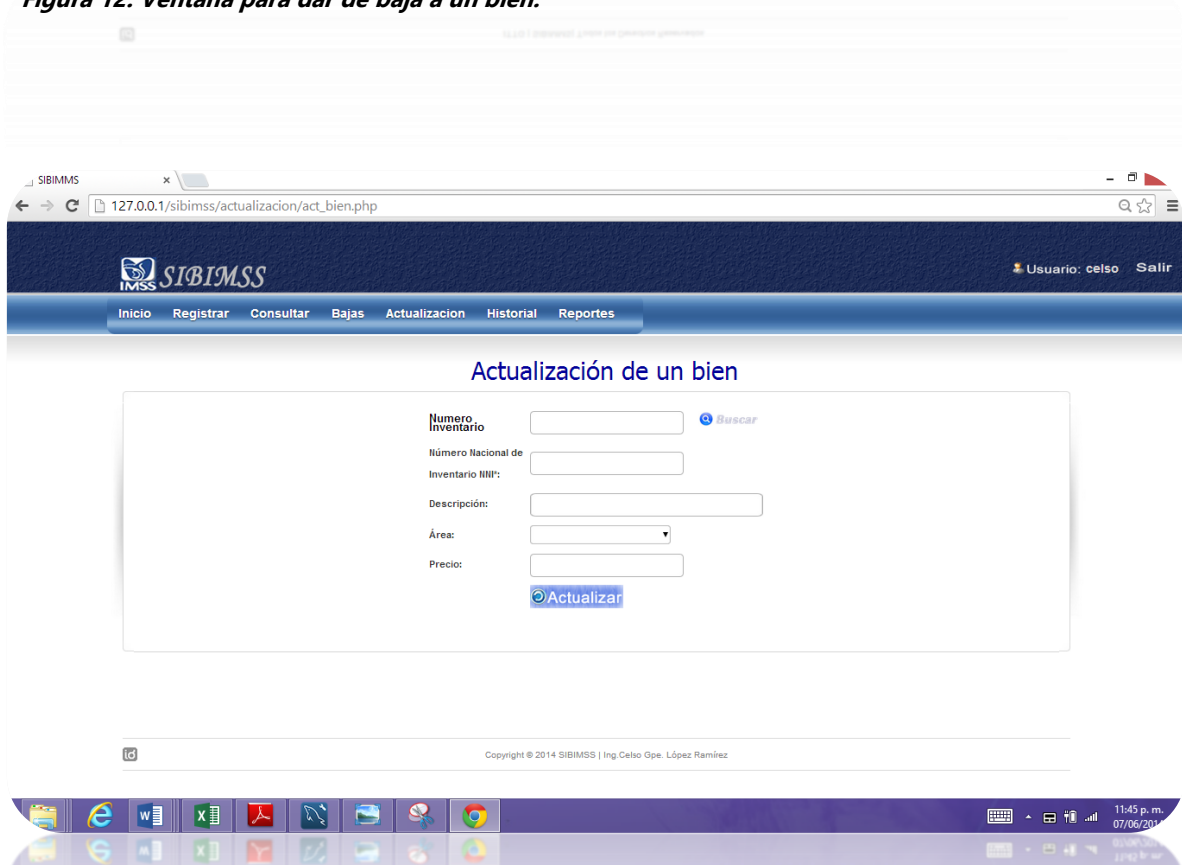 Figura 12. Ventana para dar de baja a un bien.
SIBIMMS
127.0.0.1/sibimss/actualizacion/act_bien.php
IMSS SIBIMSS
Usuario: celso Salir
Inicio Registrar Consultar Bajas Actualizacion Historial Reportes
Actualización de un bien
Numero Inventario
Buscar
Número Nacional de
Inventario NNI*:
Descripción:
Área:
Precio:
Actualizar
Copyright © 2014 SIBIMSS | Ing.Celso Gpe. López Ramírez
11:45 p. m.